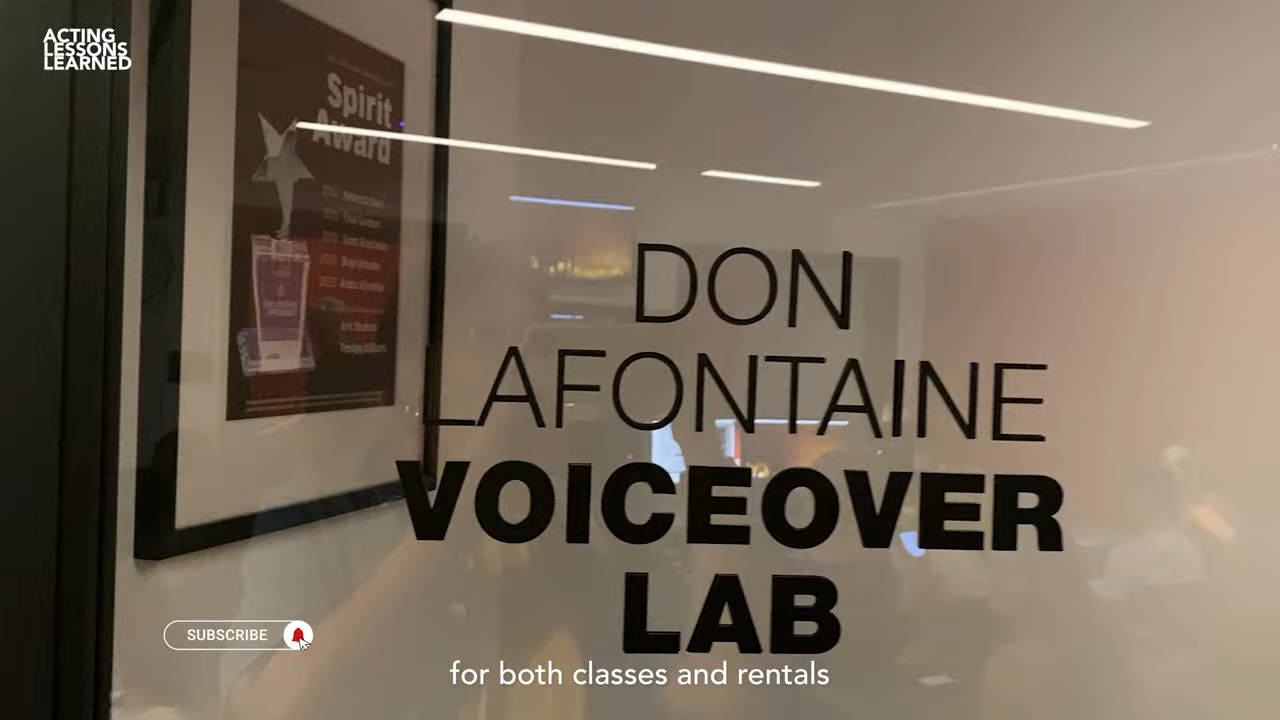 ACTING
LESSONS
LEARNED
Spirit
Award
DON
LAFONTAINE
VOICEOVER
LAB
SUBSCRIBE
for both classes and rentals